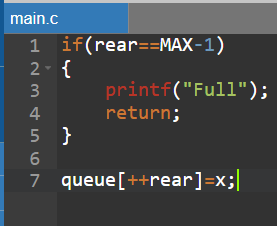 main.c
1 if(rear==MAX-1)
2 {
3     printf("Full");
4     return;
5 }
6
7 queue[++rear]=x;